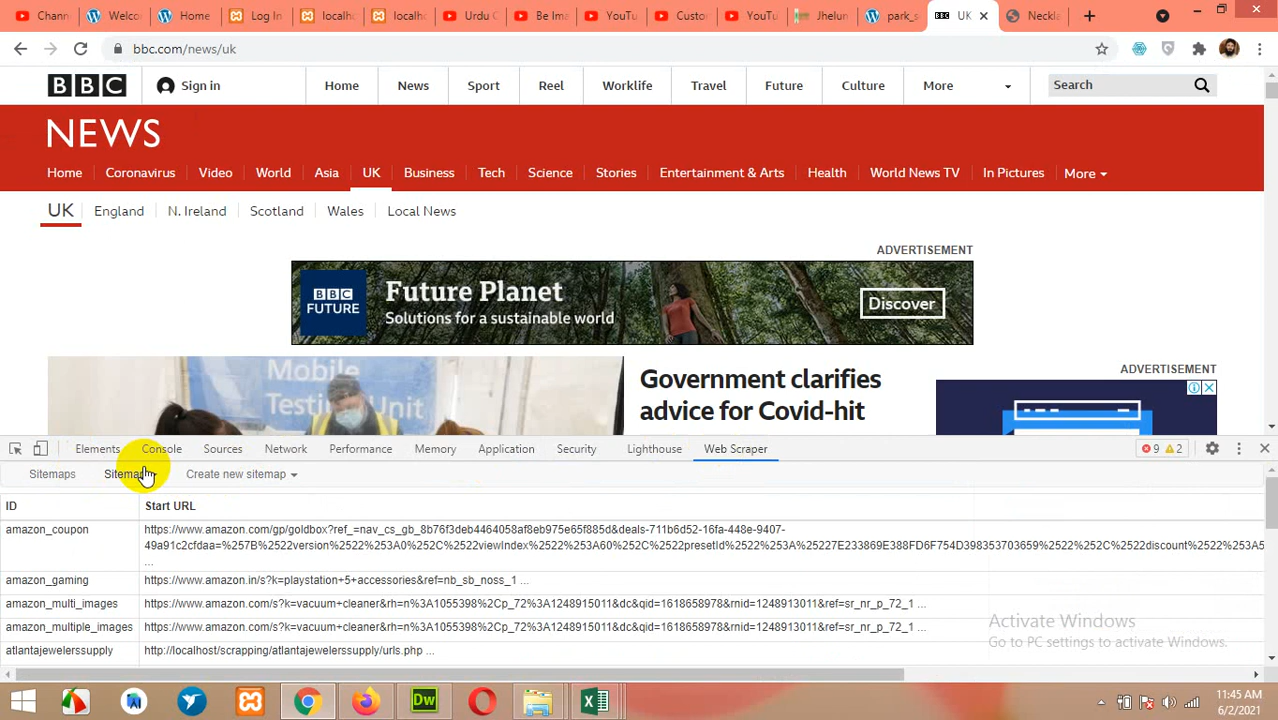 Chann
Welco
Home
Log In
localh
localh
Urdu C
Be Ima
YouTu
Custo
YouTu
Jhelun
park_s
BBC UK
Neckla
bbc.com/news/uk
BBC Sign in Home News Sport Reel Worklife Travel Future Culture More Search
NEWS
Home Coronavirus Video World Asia UK Business Tech Science Stories Entertainment & Arts Health World News TV In Pictures More
UK England N. Ireland Scotland Wales Local News
ADVERTISEMENT
BBC
FUTURE
Future Planet
Solutions for a sustainable world
Discover
Mobile
Testing Unit
Government clarifies
advice for Covid-hit
ADVERTISEMENT
Elements Console Sources Network Performance Memory Application Security Lighthouse Web Scraper 9 2
Sitemaps Sitemap Create new sitemap
ID Start URL
amazon_coupon https://www.amazon.com/gp/goldbox?ref_=nav_cs_gb_8b76f3deb4464058af8eb975e65f885d&deals-711b6d52-16fa-448e-9407-
49a91c2cfdaa=%257B%2522version%2522%253A0%252C%2522viewIndex%2522%253A60%252C%2522presetId%2522%253A%25227E233869E388FD6F754D398353703659%2522%252C%2522discount%2522%253A5
...
amazon_gaming https://www.amazon.in/s?k=playstation+5+accessories&ref=nb_sb_noss_1 ...
amazon_multi_images https://www.amazon.com/s?k=vacuum+cleaner&rh=n%3A1055398%2Cp_72%3A1248915011&dc&qid=1618658978&rnid=1248913011&ref=sr_nr_p_72_1 ...
amazon_multiple_images https://www.amazon.com/s?k=vacuum+cleaner&rh=n%3A1055398%2Cp_72%3A1248915011&dc&qid=1618658978&rnid=1248913011&ref=sr_nr_p_72_1 ...
atlantajewelerssupply http://localhost/scrapping/atlantajewelerssupply/urls.php ...
Activate Windows
Go to PC settings to activate Windows.
Dw
11:45 AM
6/2/2021